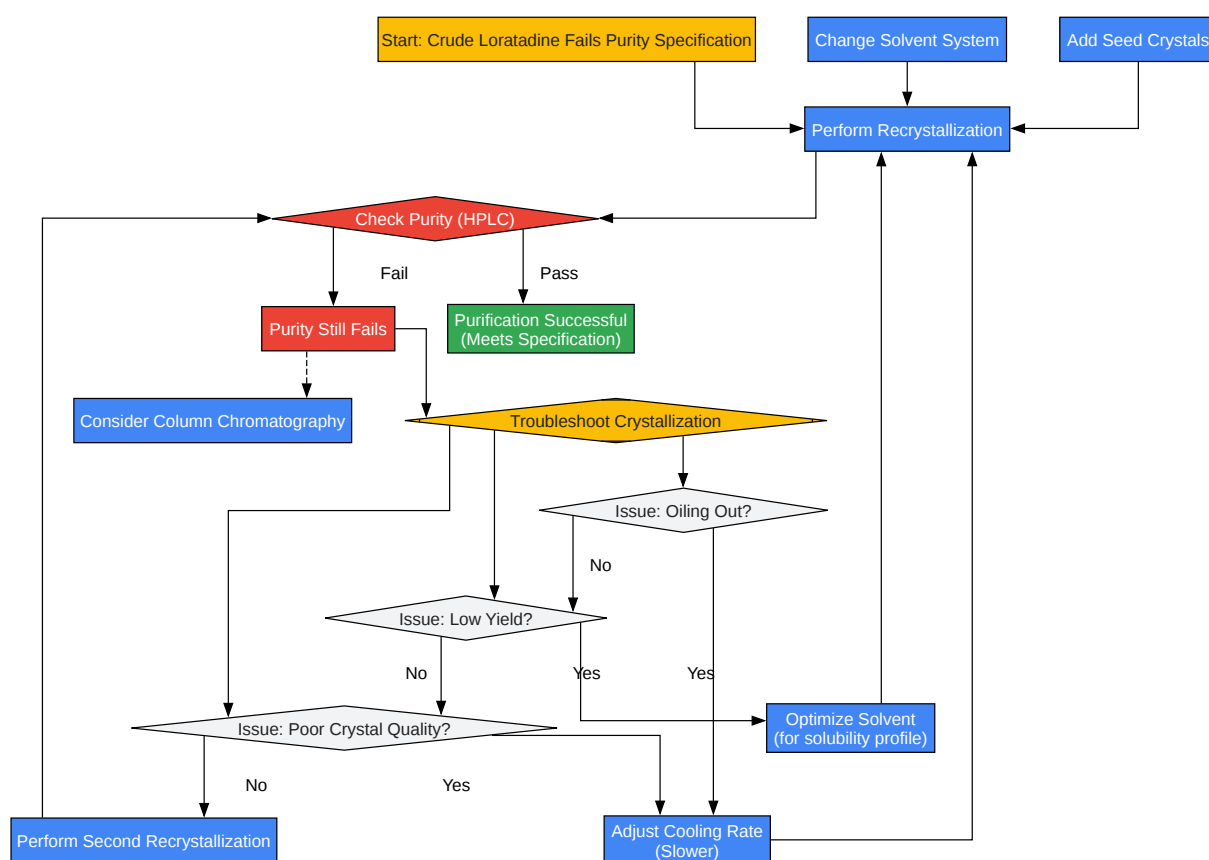 Start: Crude Loratadine Fails Purity Specification
Change Solvent System
Add Seed Crystals
Perform Recrystallization
Check Purity (HPLC)
Fail
Pass
Purity Still Fails
Purification Successful
(Meets Specification)
Consider Column Chromatography
Troubleshoot Crystallization
Issue: Oiling Out?
No
Issue: Low Yield?
No
Yes
Yes
Issue: Poor Crystal Quality?
Optimize Solvent
(for solubility profile)
No
Yes
Perform Second Recrystallization
Adjust Cooling Rate
(Slower)